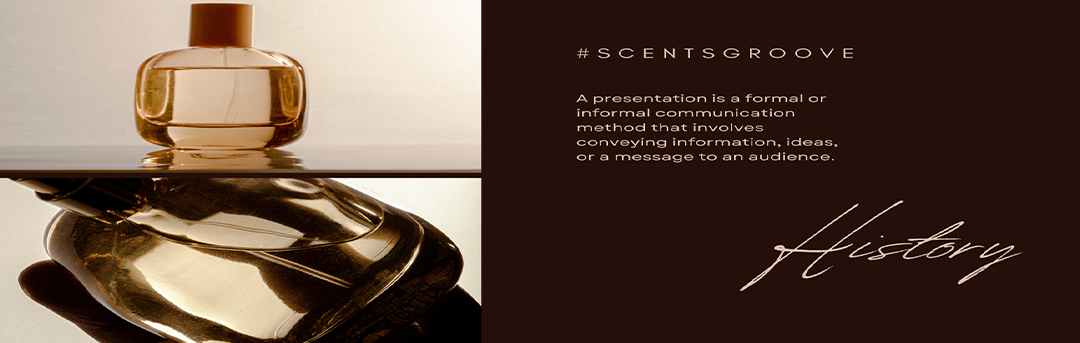 #SCENTSGROOVE
A presentation is a formal or
informal communication
method that involves
conveying information, ideas,
or a message to an audience.
History